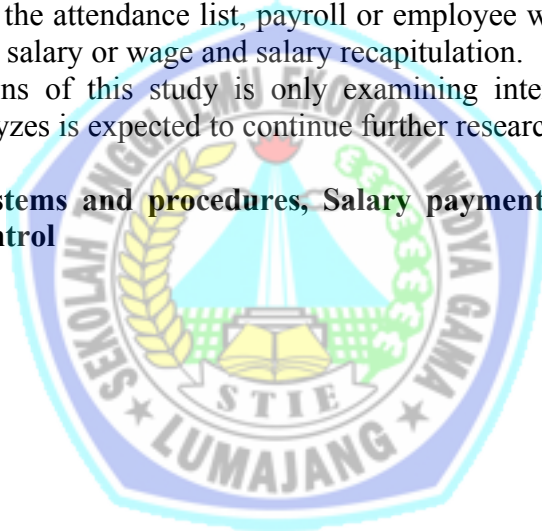 the attendance list, payroll or employee w
salary or wage and salary recapitulation.
ns of this study is only examining inte
yzes is expected to continue further researc
stems and procedures, Salary payment
ntrol
SEKOLAH TINGGI ILMU EKONOMI WIDYA GAMA
STIE
LUMAJANG